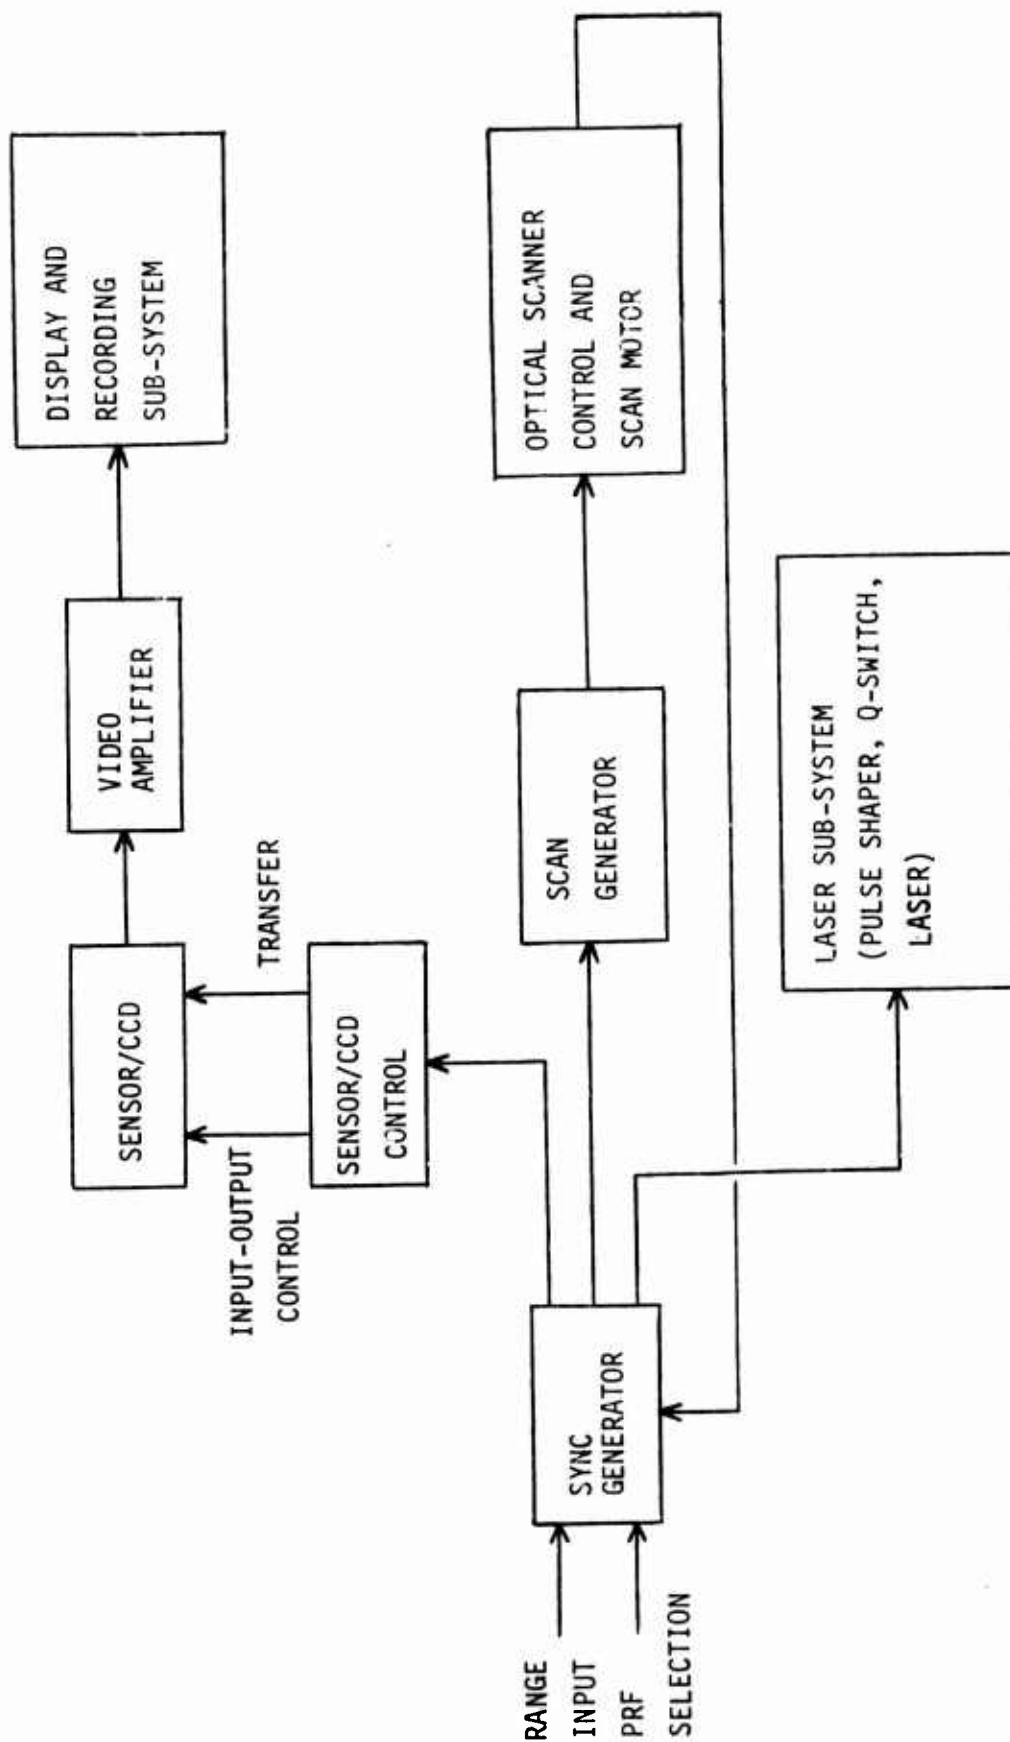 DISPLAY AND
RECORDING
SUB-SYSTEM
VIDEO
AMPLIFIER
SENSOR/CCD
TRANSFER
INPUT-OUTPUT
CONTROL
SENSOR/CCD
CONTROL
OPTICAL SCANNER
CONTROL AND
SCAN MOTOR
SCAN
GENERATOR
SYNC
GENERATOR
RANGE
INPUT
PRF
SELECTION
LASER SUB-SYSTEM
(PULSE SHAPER, Q-SWITCH,
LASER)